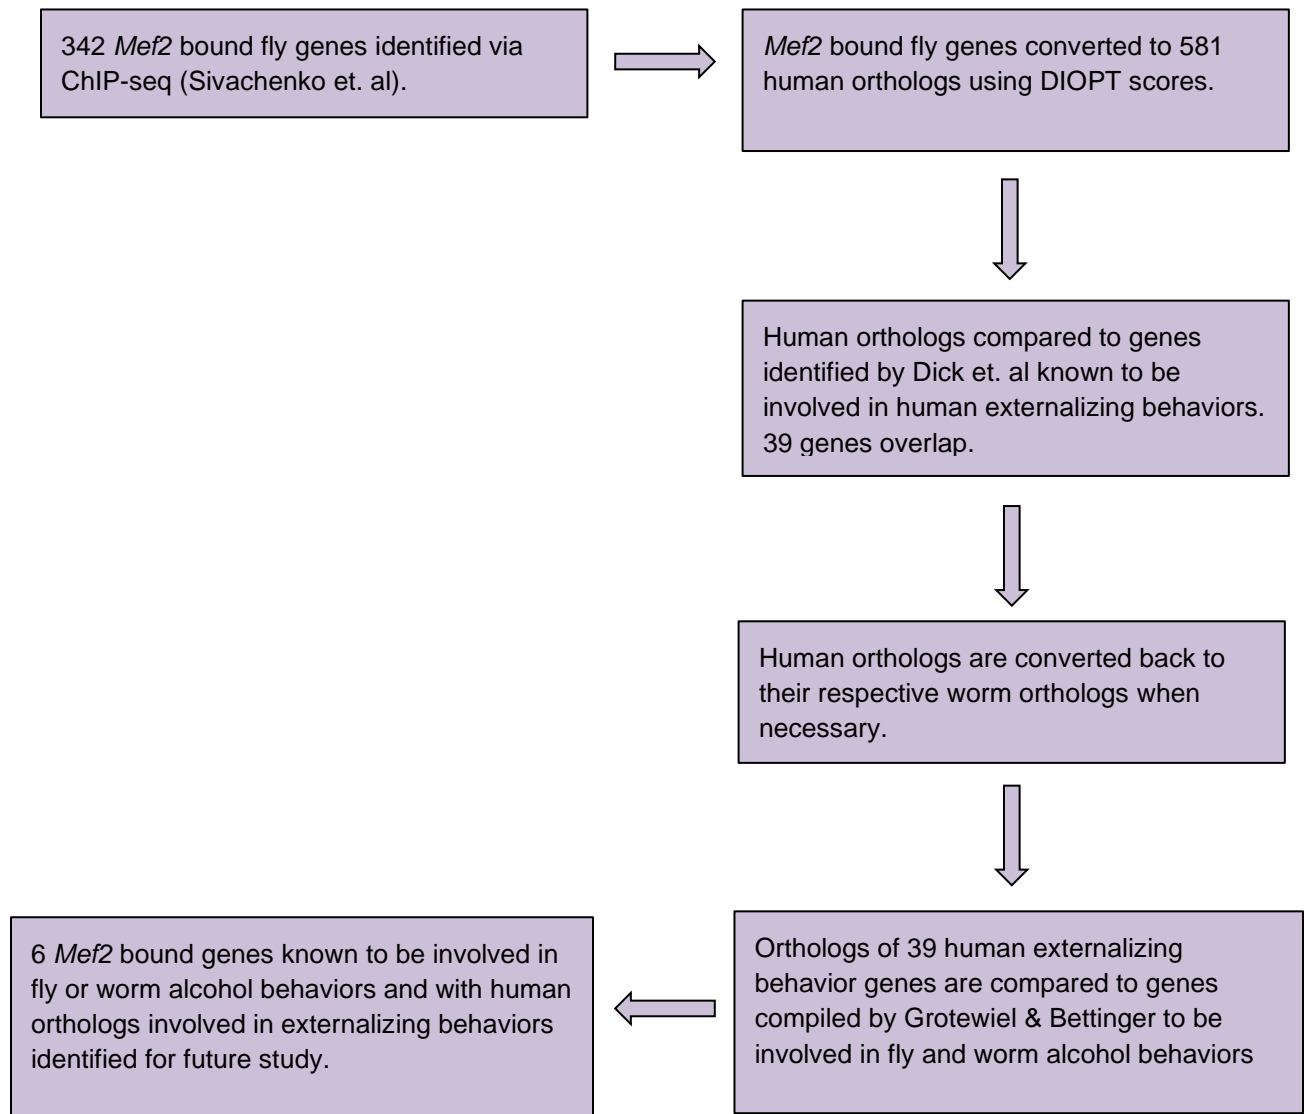 342 Mef2 bound fly genes identified via
ChIP-seq (Sivachenko et. al).
Mef2 bound fly genes converted to 581
human orthologs using DIOPT scores.
Human orthologs compared to genes
identified by Dick et. al known to be
involved in human externalizing behaviors.
39 genes overlap.
Human orthologs are converted back to
their respective worm orthologs when
necessary.
Orthologs of 39 human externalizing
behavior genes are compared to genes
compiled by Grotewiel & Bettinger to be
involved in fly and worm alcohol behaviors
6 Mef2 bound genes known to be involved in
fly or worm alcohol behaviors and with human
orthologs involved in externalizing behaviors
identified for future study.